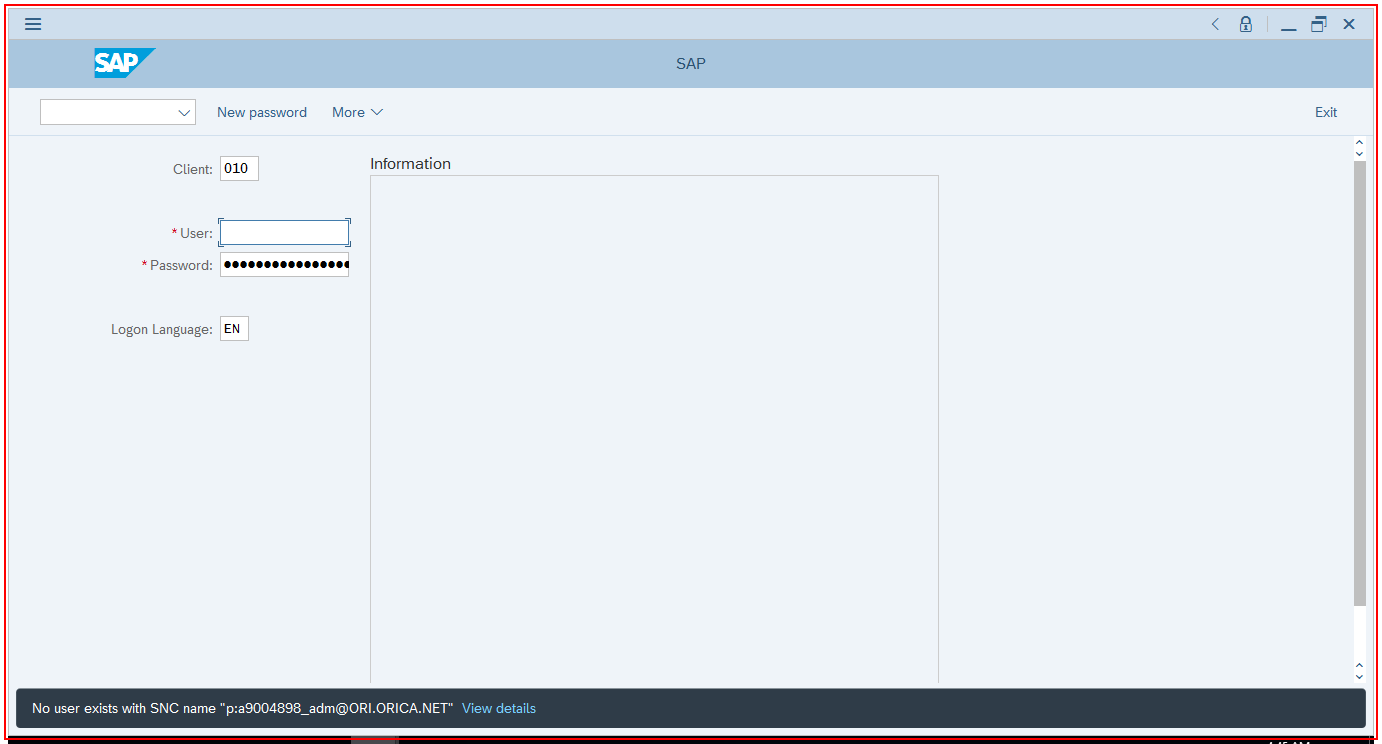 SAP
SAP
New password
More
Exit
Client: 010
Information
* User:
* Password:
Logon Language: EN
No user exists with SNC name "p:a9004898_adm@ORI.ORICA.NET" View details